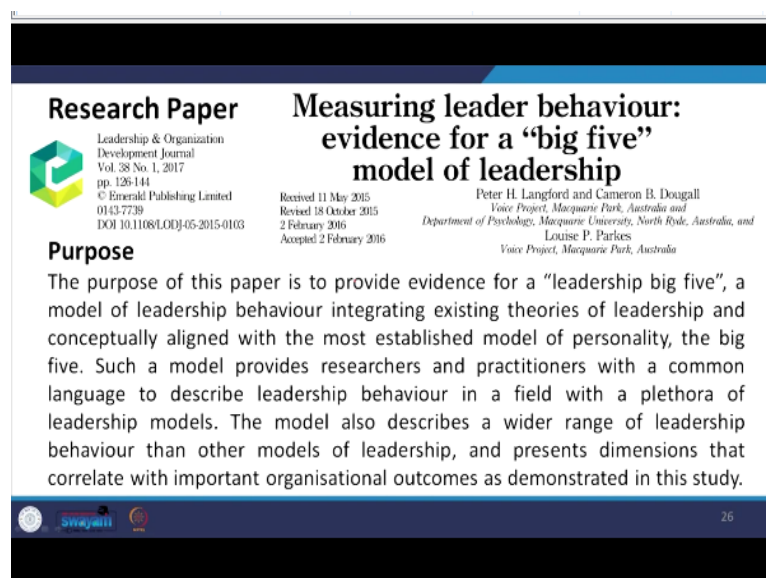 Research Paper
Measuring leader behaviour:
evidence for a “big five”
model of leadership
Leadership & Organization
Development Journal
Vol. 38 No. 1, 2017
pp. 126-144
© Emerald Publishing Limited
0143-7739
DOI 10.1108/LODJ-05-2015-0103
Received 11 May 2015
Revised 18 October 2015
2 February 2016
Accepted 2 February 2016
Peter H. Langford and Cameron B. Dougall
Voice Project, Macquarie Park, Australia and
Department of Psychology, Macquarie University, North Ryde, Australia, and
Louise P. Parkes
Voice Project, Macquarie Park, Australia
Purpose
The purpose of this paper is to provide evidence for a “leadership big five”, a
model of leadership behaviour integrating existing theories of leadership and
conceptually aligned with the most established model of personality, the big
five. Such a model provides researchers and practitioners with a common
language to describe leadership behaviour in a field with a plethora of
leadership models. The model also describes a wider range of leadership
behaviour than other models of leadership, and presents dimensions that
correlate with important organisational outcomes as demonstrated in this study.
swayam
26